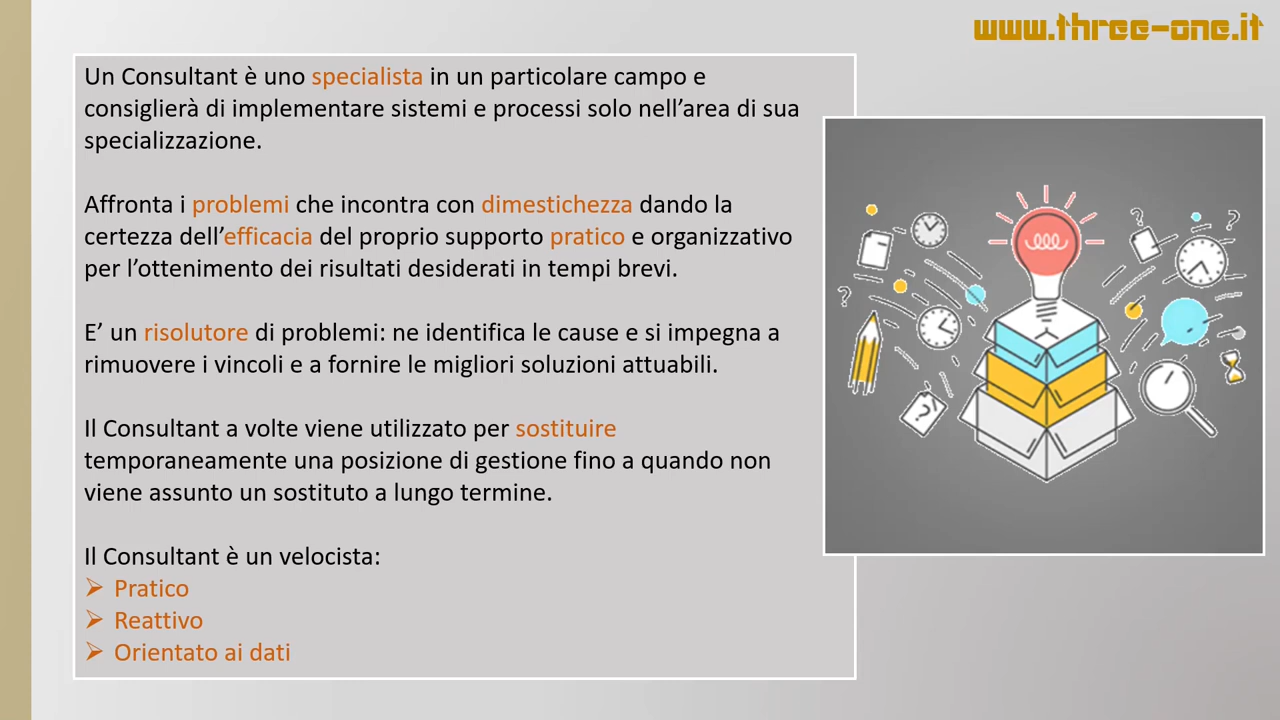 www.three-one.it
Un Consultant è uno specialista in un particolare campo e
consiglierà di implementare sistemi e processi solo nell’area di sua
specializzazione.
Affronta i problemi che incontra con dimestichezza dando la
certezza dell’efficacia del proprio supporto pratico e organizzativo
per l’ottenimento dei risultati desiderati in tempi brevi.
E’ un risolutore di problemi: ne identifica le cause e si impegna a
rimuovere i vincoli e a fornire le migliori soluzioni attuabili.
Il Consultant a volte viene utilizzato per sostituire
temporaneamente una posizione di gestione fino a quando non
viene assunto un sostituto a lungo termine.
Il Consultant è un velocista:
➢ Pratico
➢ Reattivo
➢ Orientato ai dati